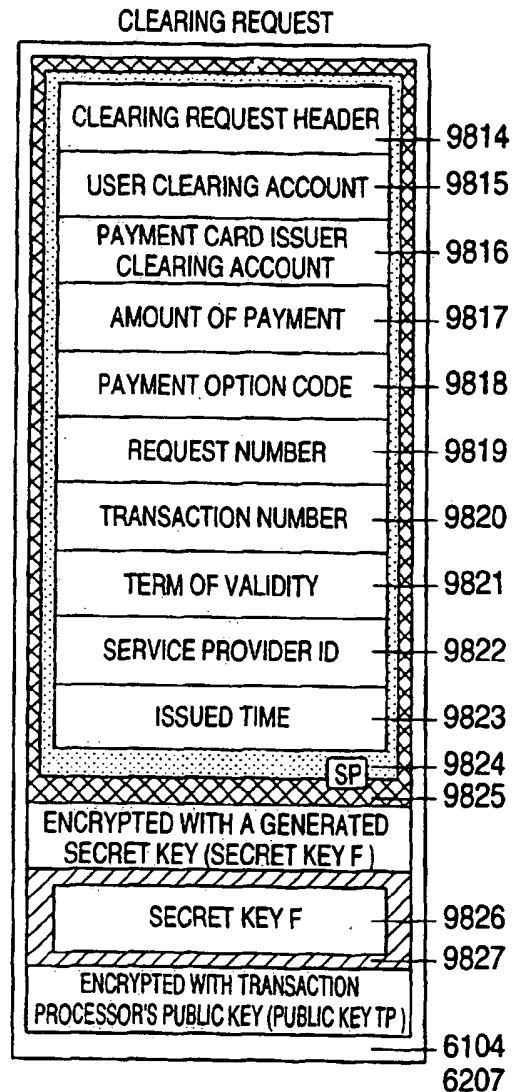 CLEARING REQUEST
CLEARING REQUEST HEADER
9814
USER CLEARING ACCOUNT
9815
PAYMENT CARD ISSUER
CLEARING ACCOUNT
9816
AMOUNT OF PAYMENT
9817
PAYMENT OPTION CODE
9818
REQUEST NUMBER
9819
TRANSACTION NUMBER
9820
TERM OF VALIDITY
9821
SERVICE PROVIDER ID
9822
ISSUED TIME
9823
SP
9824
9825
ENCRYPTED WITH A GENERATED
SECRET KEY (SECRET KEY F)
SECRET KEY F
9826
9827
ENCRYPTED WITH TRANSACTION
PROCESSOR'S PUBLIC KEY (PUBLIC KEY TP)
6104
6207